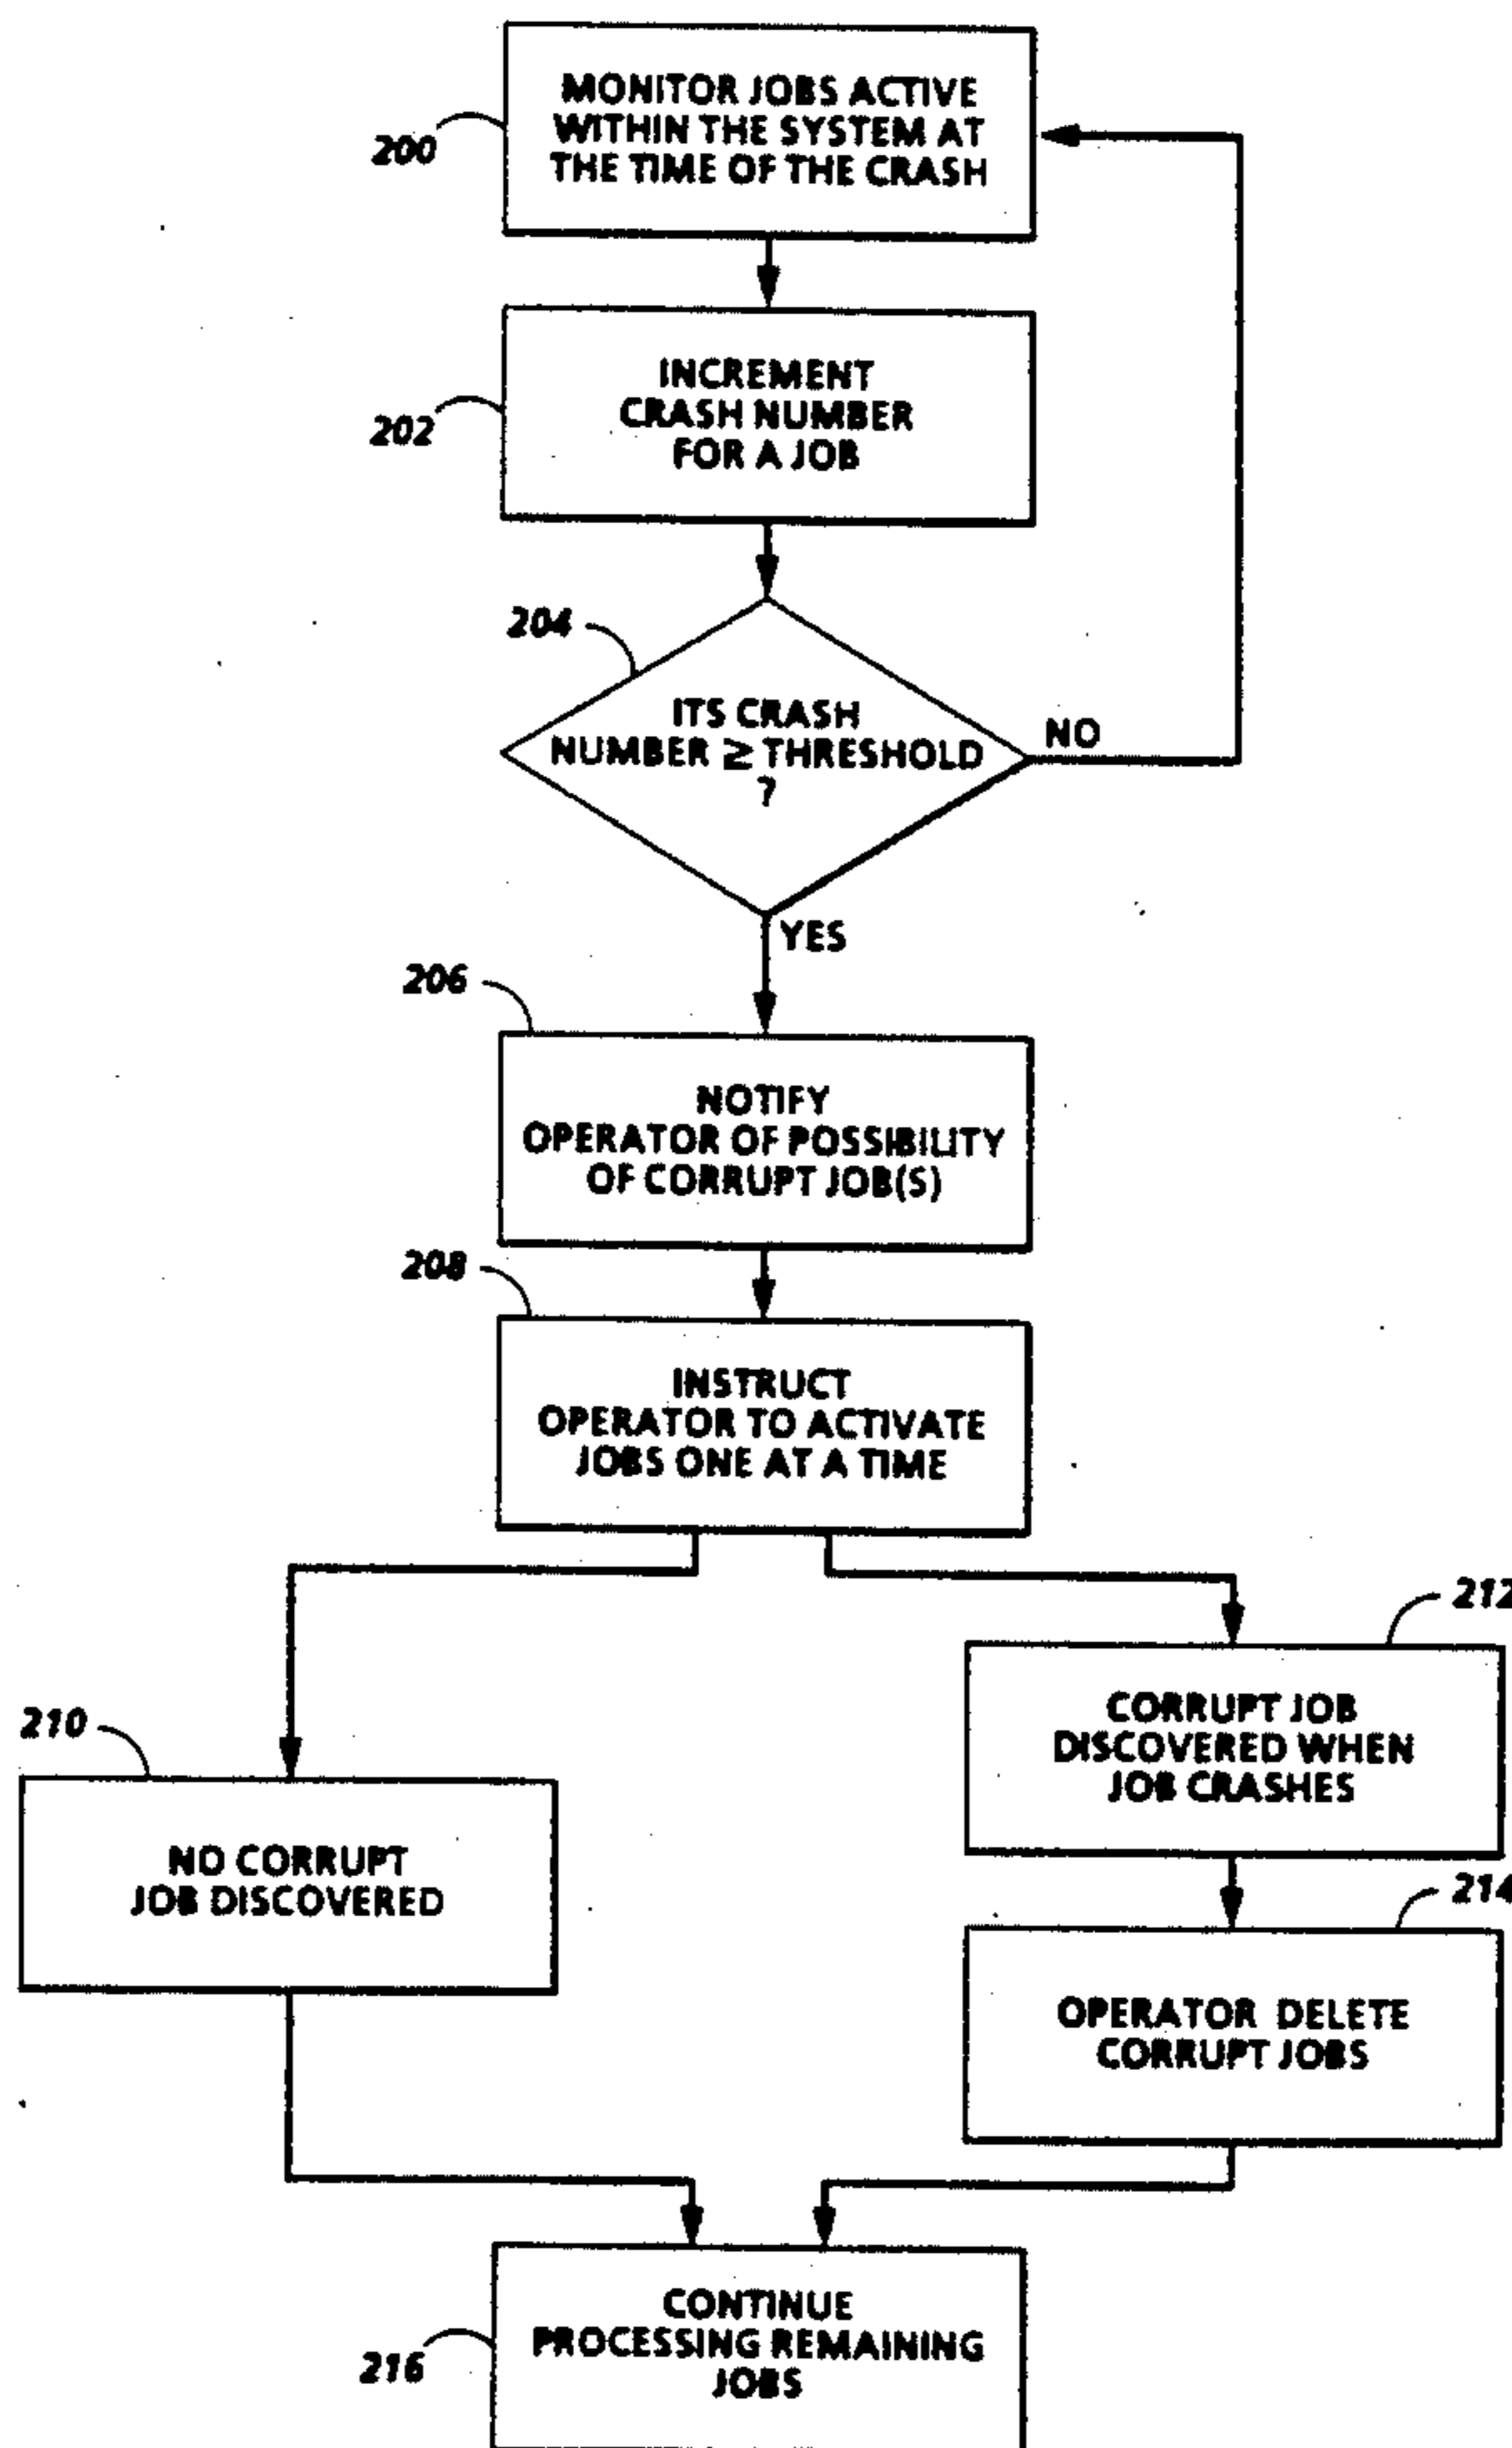 MONITOR JOBS ACTIVE
WITHIN THE SYSTEM AT
THE TIME OF THE CRASH
200
INCREMENT
CRASH NUMBER
FOR A JOB
202
204
ITS CRASH
NUMBER ≥ THRESHOLD
?
NO
YES
206
NOTIFY
OPERATOR OF POSSIBILITY
OF CORRUPT JOB(S)
208
INSTRUCT
OPERATOR TO ACTIVATE
JOBS ONE AT A TIME
212
CORRUPT JOB
DISCOVERED WHEN
JOB CRASHES
210
NO CORRUPT
JOB DISCOVERED
214
OPERATOR DELETE
CORRUPT JOBS
CONTINUE
PROCESSING REMAINING
JOBS
216